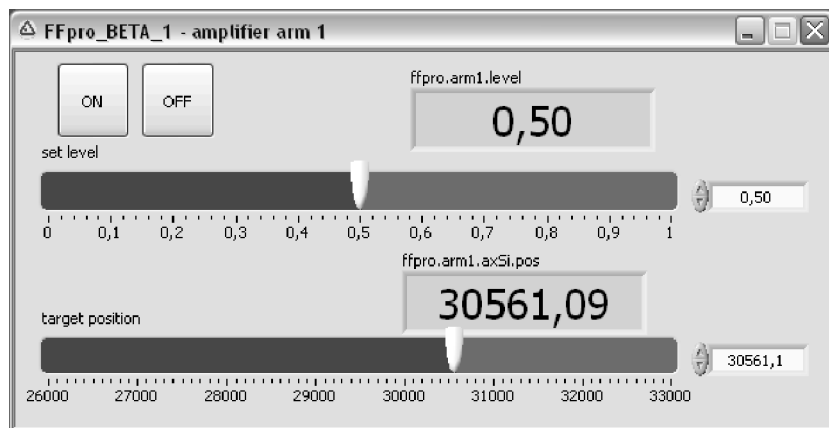 FFpro_BETA_1 - amplifier arm 1
ON OFF
ffpro.arm1.level
0,50
set level
0,50
0 0,1 0,2 0,3 0,4 0,5 0,6 0,7 0,8 0,9 1
ffpro.arm1.axSi.pos
30561,09
target position
30561,1
26000 27000 28000 29000 30000 31000 32000 33000